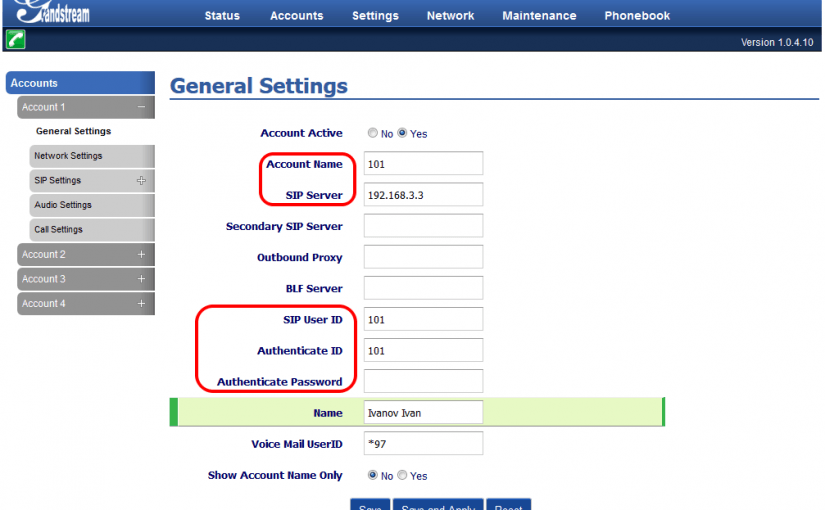 Grandstream
Status Accounts Settings Network Maintenance Phonebook
Version 1.0.4.10
Accounts
General Settings
Account 1
General Settings
Network Settings
SIP Settings
Audio Settings
Call Settings
Account 2
Account 3
Account 4
Account Active No Yes
Account Name 101
SIP Server 192.168.3.3
Secondary SIP Server
Outbound Proxy
BLF Server
SIP User ID 101
Authenticate ID 101
Authenticate Password
Name Ivanov Ivan
Voice Mail UserID *97
Show Account Name Only No Yes
Save Save and Apply Reset